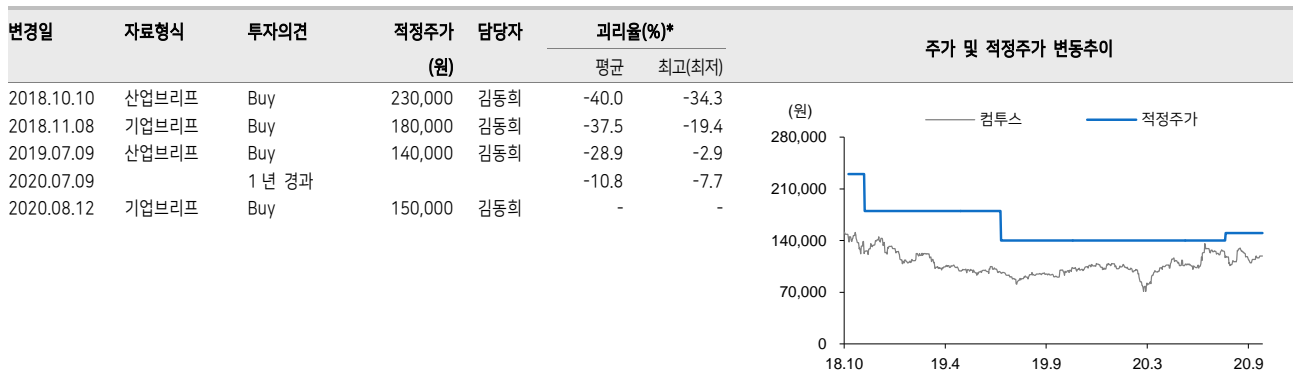 변경일 자료형식 투자의견 적정주가 담당자 괴리율(%)*
(원) 평균 최고(최저)
2018.10.10 산업브리프 Buy 230,000 김동희 -40.0 -34.3
2018.11.08 기업브리프 Buy 180,000 김동희 -37.5 -19.4
2019.07.09 산업브리프 Buy 140,000 김동희 -28.9 -2.9
2020.07.09 1년 경과 -10.8 -7.7
2020.08.12 기업브리프 Buy 150,000 김동희 - -
주가 및 적정주가 변동추이
(원)
컴투스 적정주가
280,000
210,000
140,000
70,000
0
18.10 19.4 19.9 20.3 20.9